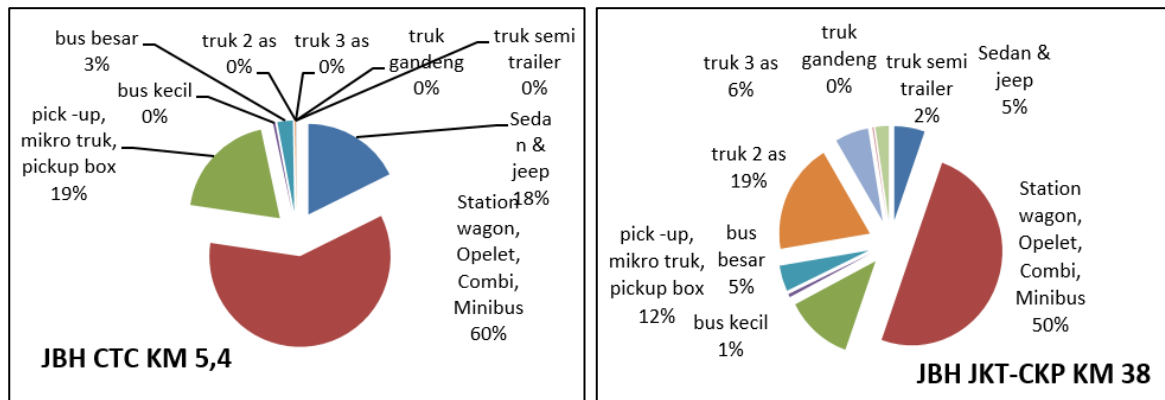 bus besar
3%
truk 2 as
0%
truk 3 as
0%
truk
gandeng
0%
truk semi
trailer
0%
bus kecil
0%
pick -up,
mikro truk,
pickup box
19%
Seda
n &
jeep
18%
Station
wagon,
Opelet,
Combi,
Minibus
60%
JBH CTC KM 5,4
truk 3 as
6%
truk
gandeng
0%
truk semi
trailer
2%
Sedan &
jeep
5%
truk 2 as
19%
Station
wagon,
Opelet,
Combi,
Minibus
50%
pick -up,
mikro truk,
pickup box
12%
bus
besar
5%
bus kecil
1%
JBH JKT-CKP KM 38